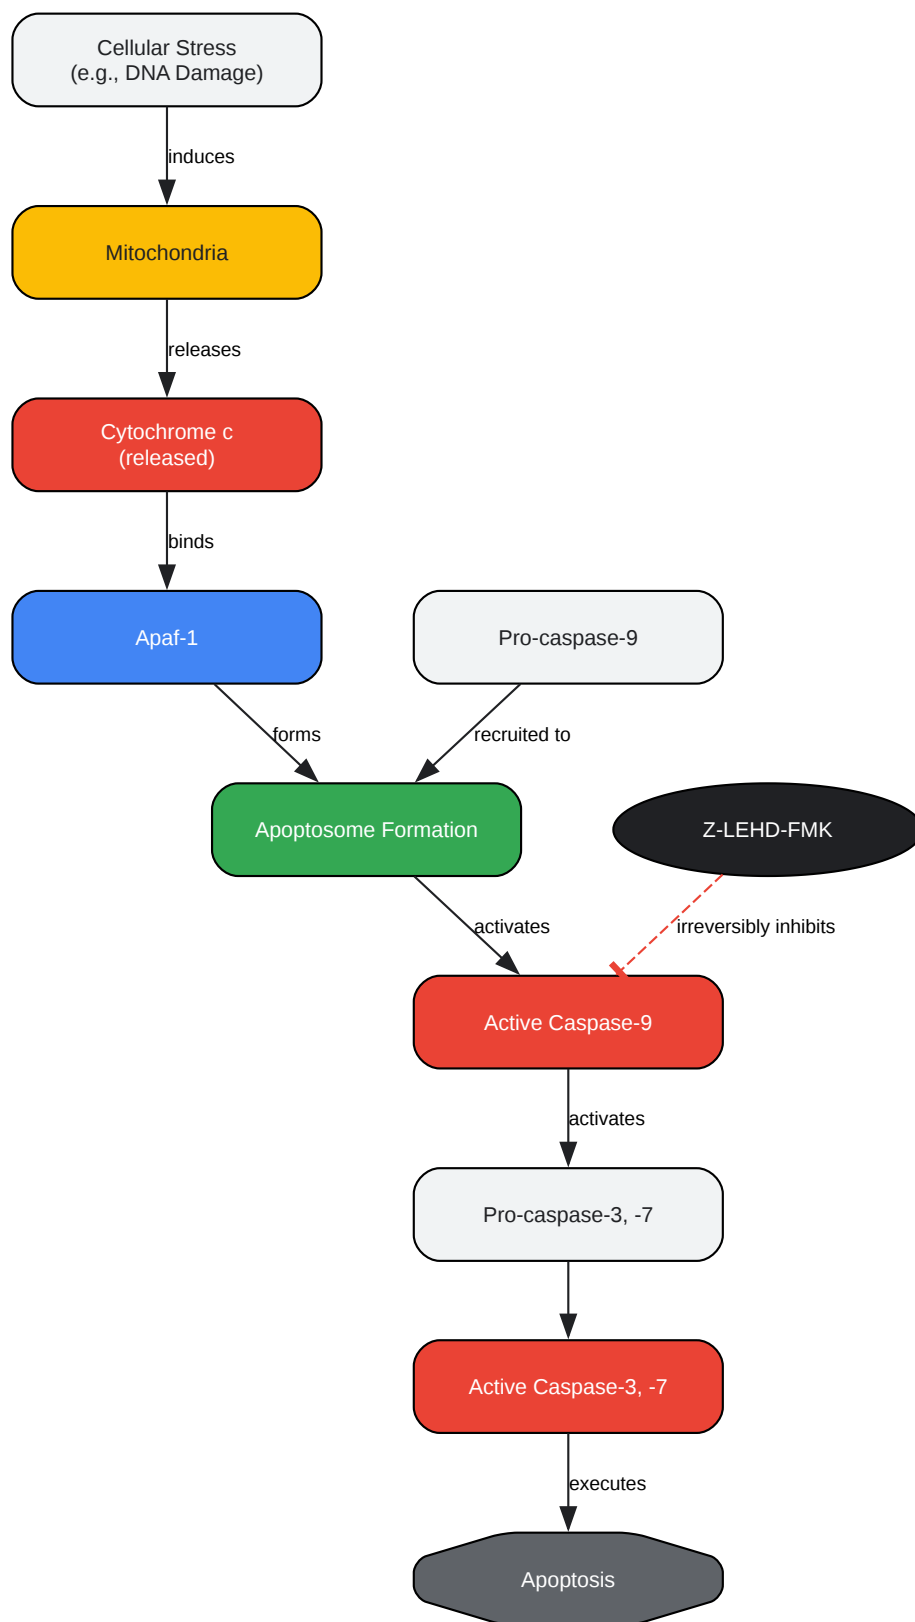 Cellular Stress
(e.g., DNA Damage)
induces
Mitochondria
releases
Cytochrome c
(released)
binds
Apaf-1
Pro-caspase-9
forms
recruited to
Apoptosome Formation
Z-LEHD-FMK
activates
irreversibly inhibits
Active Caspase-9
activates
Pro-caspase-3, -7
Active Caspase-3, -7
executes
Apoptosis